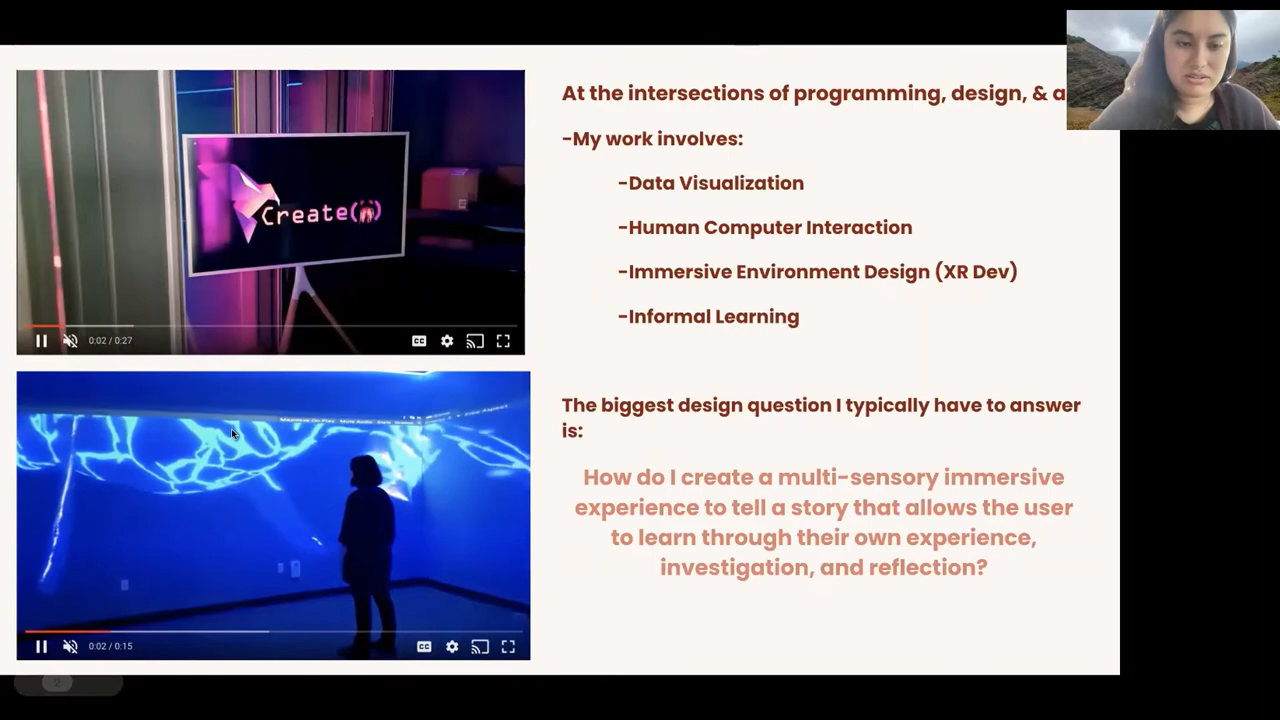 At the intersections of programming, design, & a
-My work involves:
-Data Visualization
-Human Computer Interaction
-Immersive Environment Design (XR Dev)
-Informal Learning
The biggest design question I typically have to answer
is:
How do I create a multi-sensory immersive
experience to tell a story that allows the user
to learn through their own experience,
investigation, and reflection?
Create( )
CC
0:02 / 0:27
CC
0:02 / 0:15
2